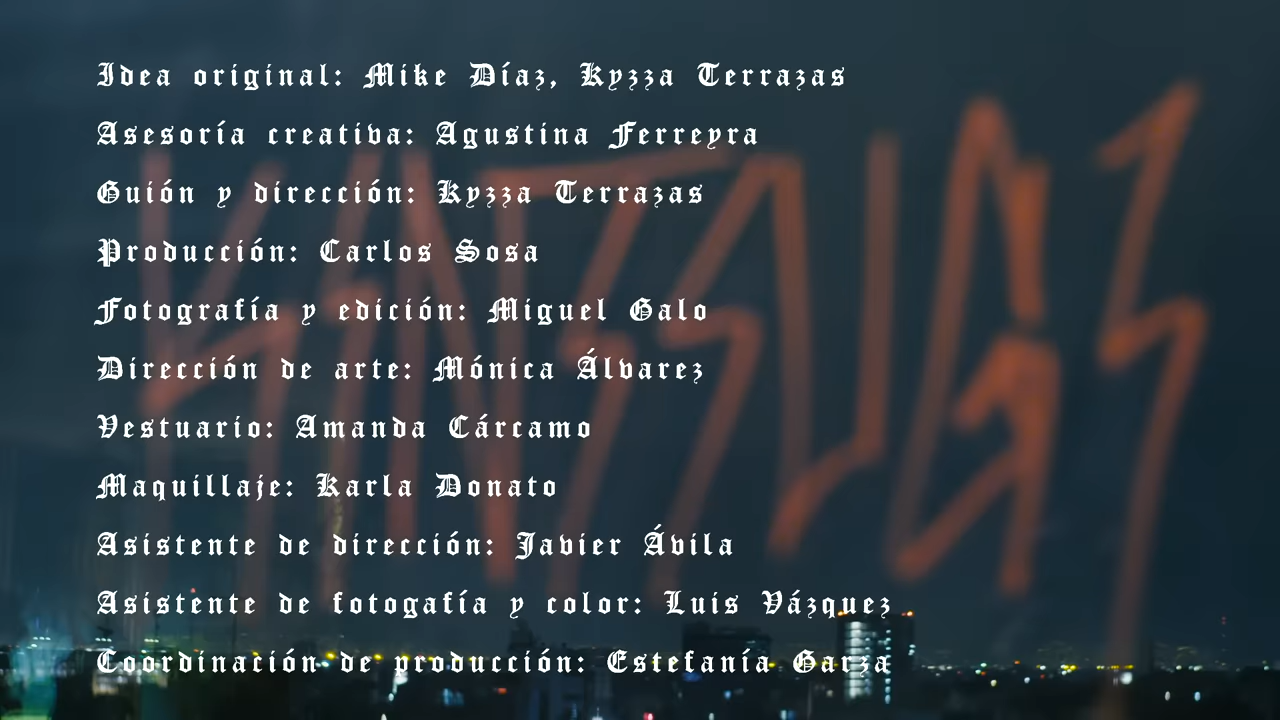 Idea original: Mike Díaz, Kyzza Terrazas
Asesoría creativa: Agustina Ferreyra
Guión y dirección: Kyzza Terrazas
Producción: Carlos Sosa
Fotografía y edición: Miguel Galo
Dirección de arte: Mónica Álvarez
Vestuario: Amanda Cárcamo
Maquillaje: Karla Donato
Asistente de dirección: Javier Ávila
Asistente de fotogafía y color: Luis Vázquez
Coordinación de producción: Estefanía Garza